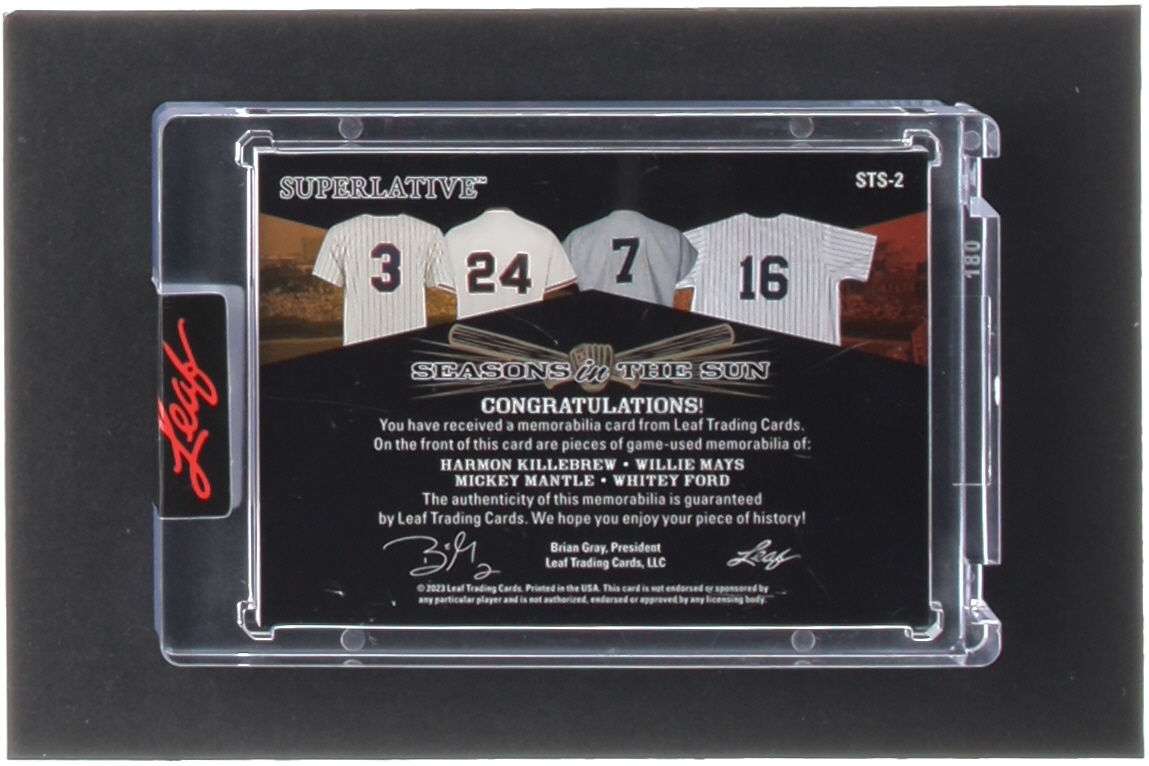 SUPERLATIVE™
STS-2
3
24
7
16
180
Leaf
SEASONS in THE SUN
CONGRATULATIONS!
You have received a memorabilia card from Leaf Trading Cards.
On the front of this card are pieces of game-used memorabilia of:
HARMON KILLEBREW • WILLIE MAYS
MICKEY MANTLE • WHITEY FORD
The authenticity of this memorabilia is guaranteed
by Leaf Trading Cards. We hope you enjoy your piece of history!
Brian Gray, President
Leaf Trading Cards, LLC
Leaf
© 2023 Leaf Trading Cards. Printed in the USA. This card is not endorsed or sponsored by
any particular player and is not authorized, endorsed or approved by any licensing body.